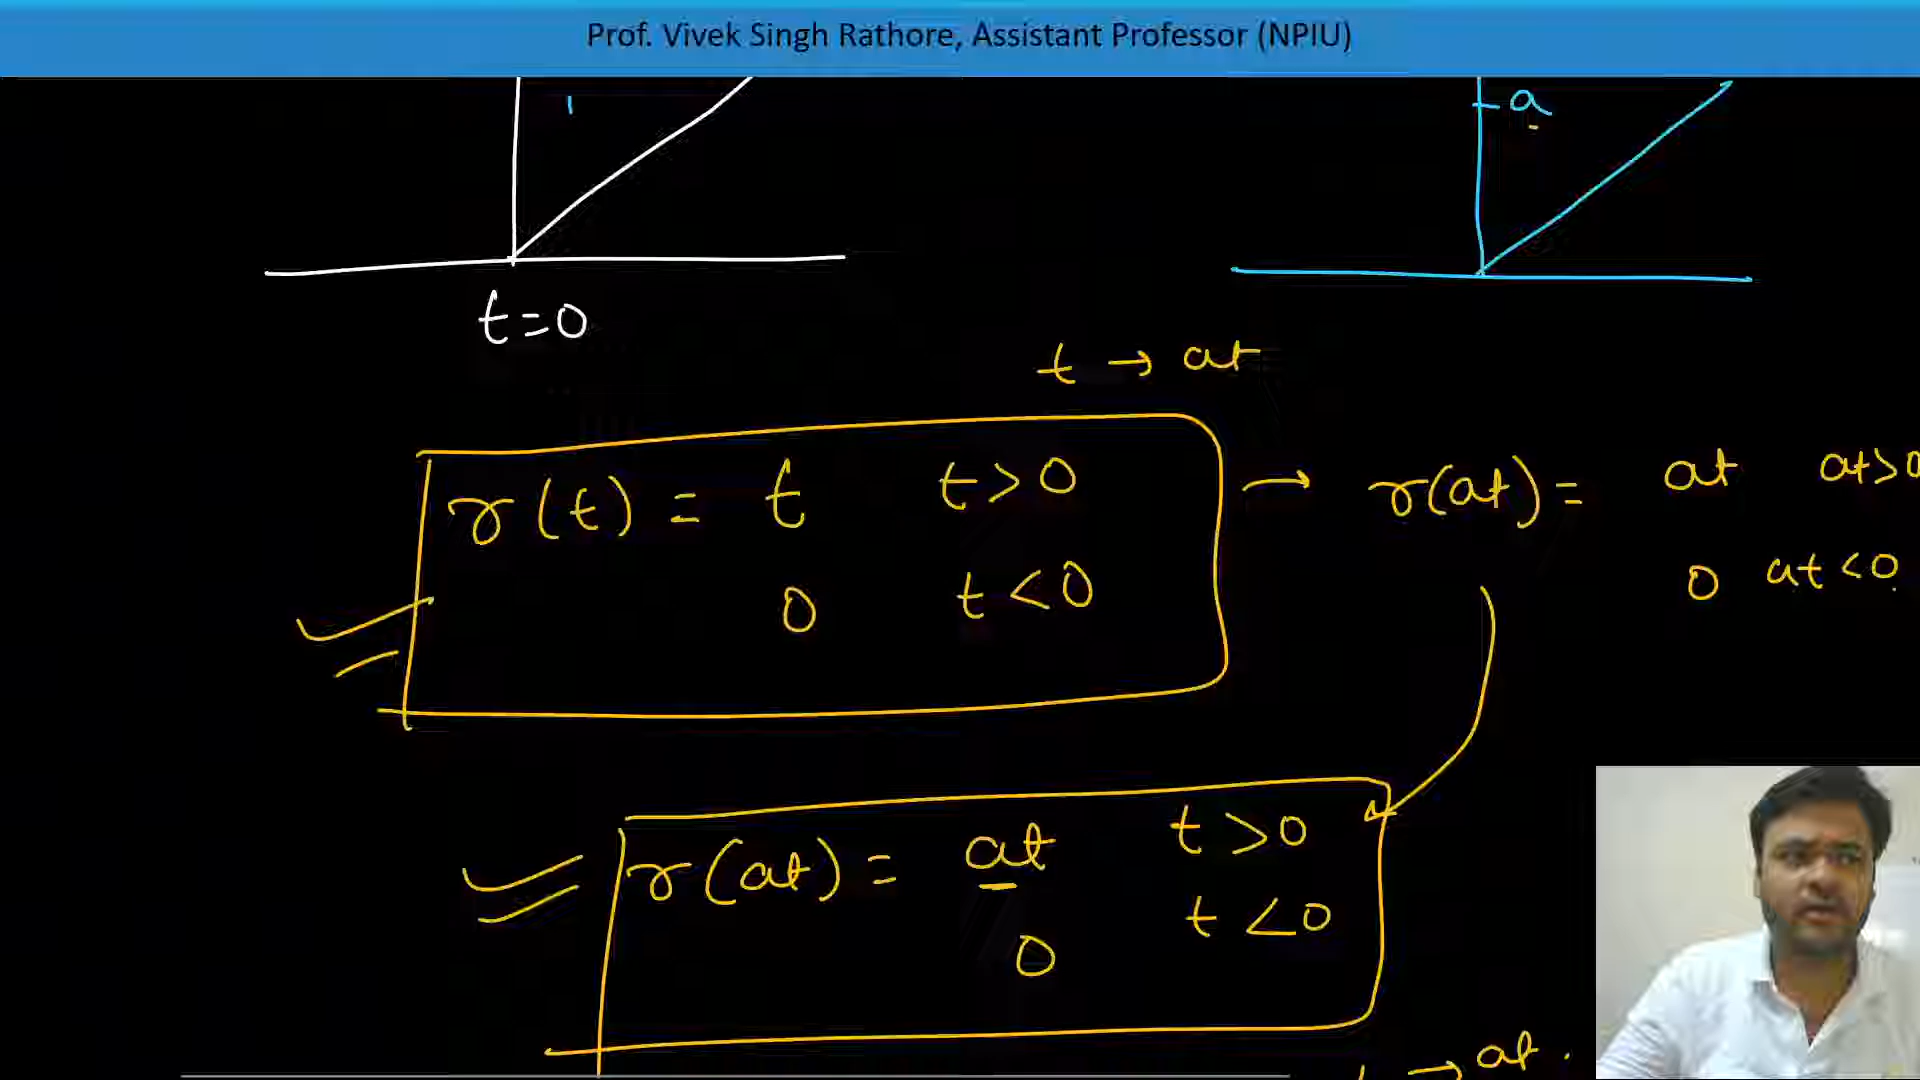 Prof. Vivek Singh Rathore, Assistant Professor (NPIU)
1
a
t=0
t → at
r(t) = t t>0 → r(at) = at at>0
0 t<0 0 at<0
r(at) = at t>0
0 t<0
→ at.